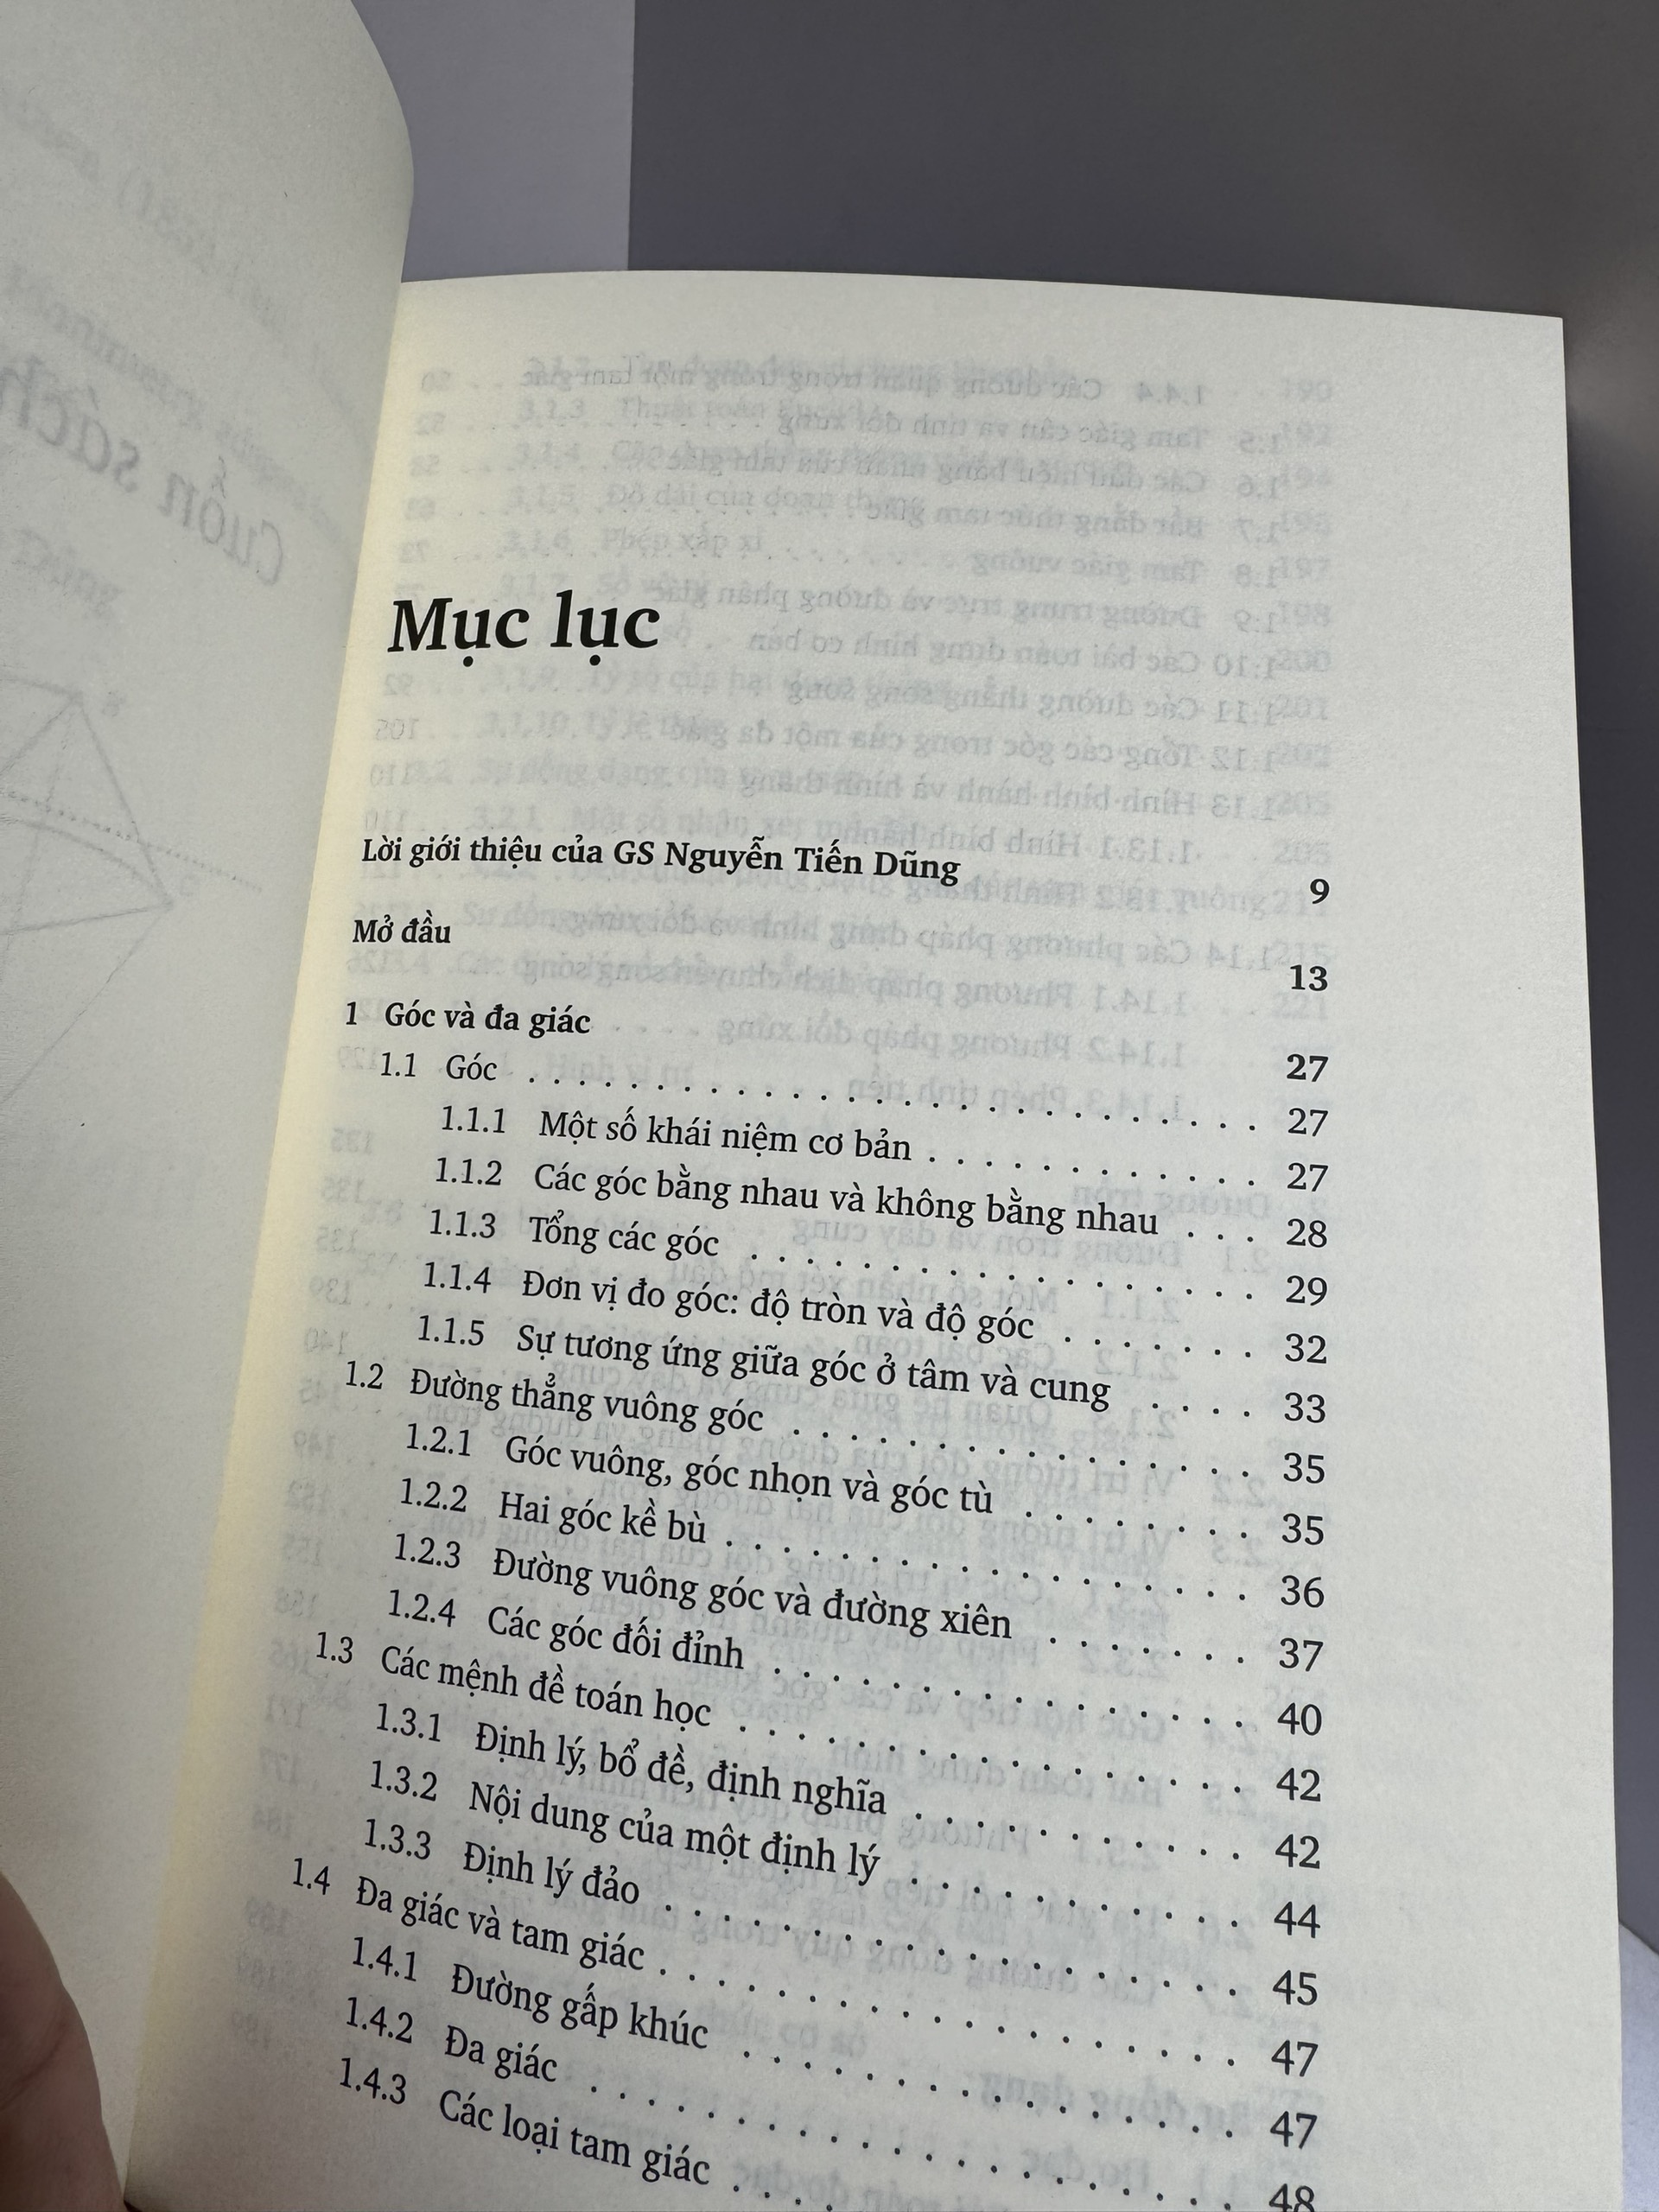 Mục lục
Lời giới thiệu của GS Nguyễn Tiến Dũng 9
Mở đầu 13
1 Góc và đa giác 27
1.1 Góc . . . . . . . . . . . . . . . . . . . . . . . . 27
1.1.1 Một số khái niệm cơ bản . . . . . . . . . . . . 27
1.1.2 Các góc bằng nhau và không bằng nhau . . . 28
1.1.3 Tổng các góc . . . . . . . . . . . . . . . . . . 29
1.1.4 Đơn vị đo góc: độ tròn và độ góc . . . . . . . 32
1.1.5 Sự tương ứng giữa góc ở tâm và cung . . . . 33
1.2 Đường thẳng vuông góc . . . . . . . . . . . . . . . . 35
1.2.1 Góc vuông, góc nhọn và góc tù . . . . . . . . 35
1.2.2 Hai góc kề bù . . . . . . . . . . . . . . . . . . 36
1.2.3 Đường vuông góc và đường xiên . . . . . . . 37
1.2.4 Các góc đối đỉnh . . . . . . . . . . . . . . . . 40
1.3 Các mệnh đề toán học . . . . . . . . . . . . . . . . . 42
1.3.1 Định lý, bổ đề, định nghĩa . . . . . . . . . . . 42
1.3.2 Nội dung của một định lý . . . . . . . . . . . 44
1.3.3 Định lý đảo . . . . . . . . . . . . . . . . . . . 45
1.4 Đa giác và tam giác . . . . . . . . . . . . . . . . . . . 47
1.4.1 Đường gấp khúc . . . . . . . . . . . . . . . . 47
1.4.2 Đa giác . . . . . . . . . . . . . . . . . . . . . 48
1.4.3 Các loại tam giác . . . .